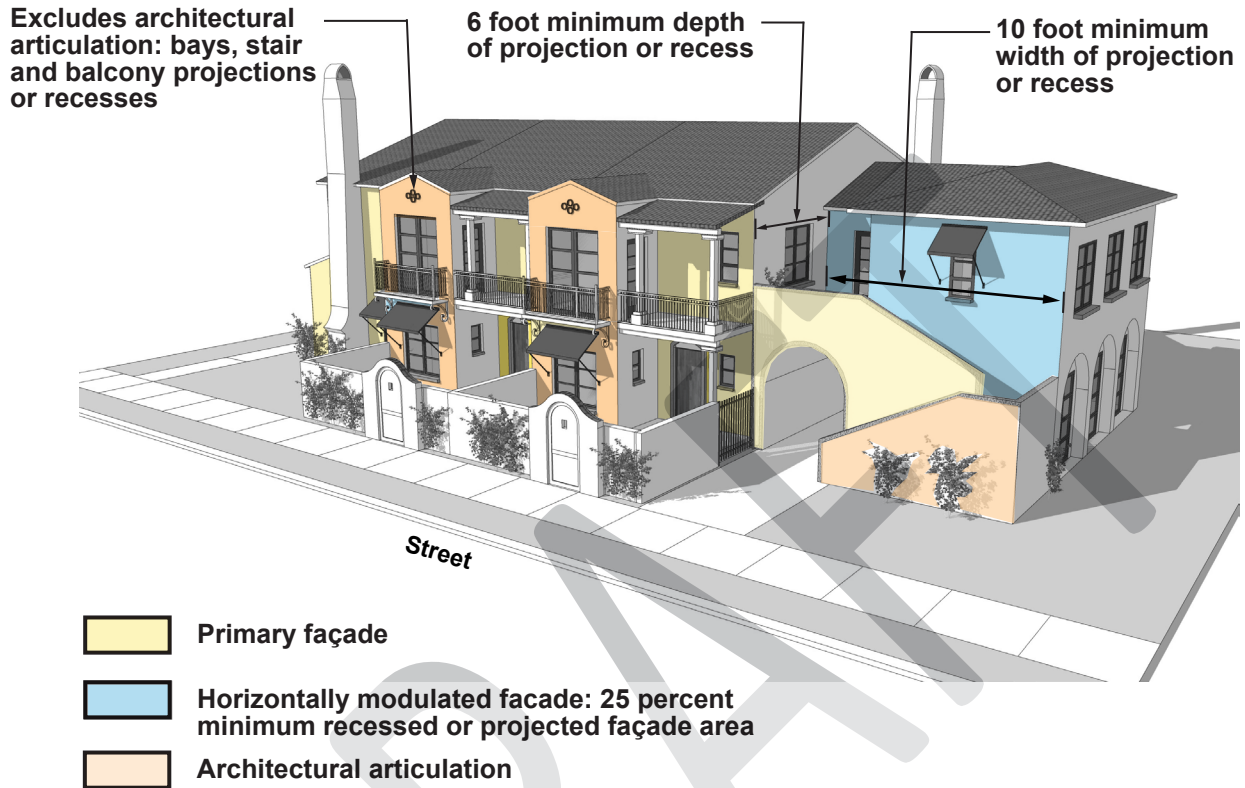 Excludes architectural
articulation: bays, stair
and balcony projections
or recesses
6 foot minimum depth
of projection or recess
10 foot minimum
width of projection
or recess
Street
Primary façade
Horizontally modulated facade: 25 percent
minimum recessed or projected façade area
Architectural articulation
DRAFT